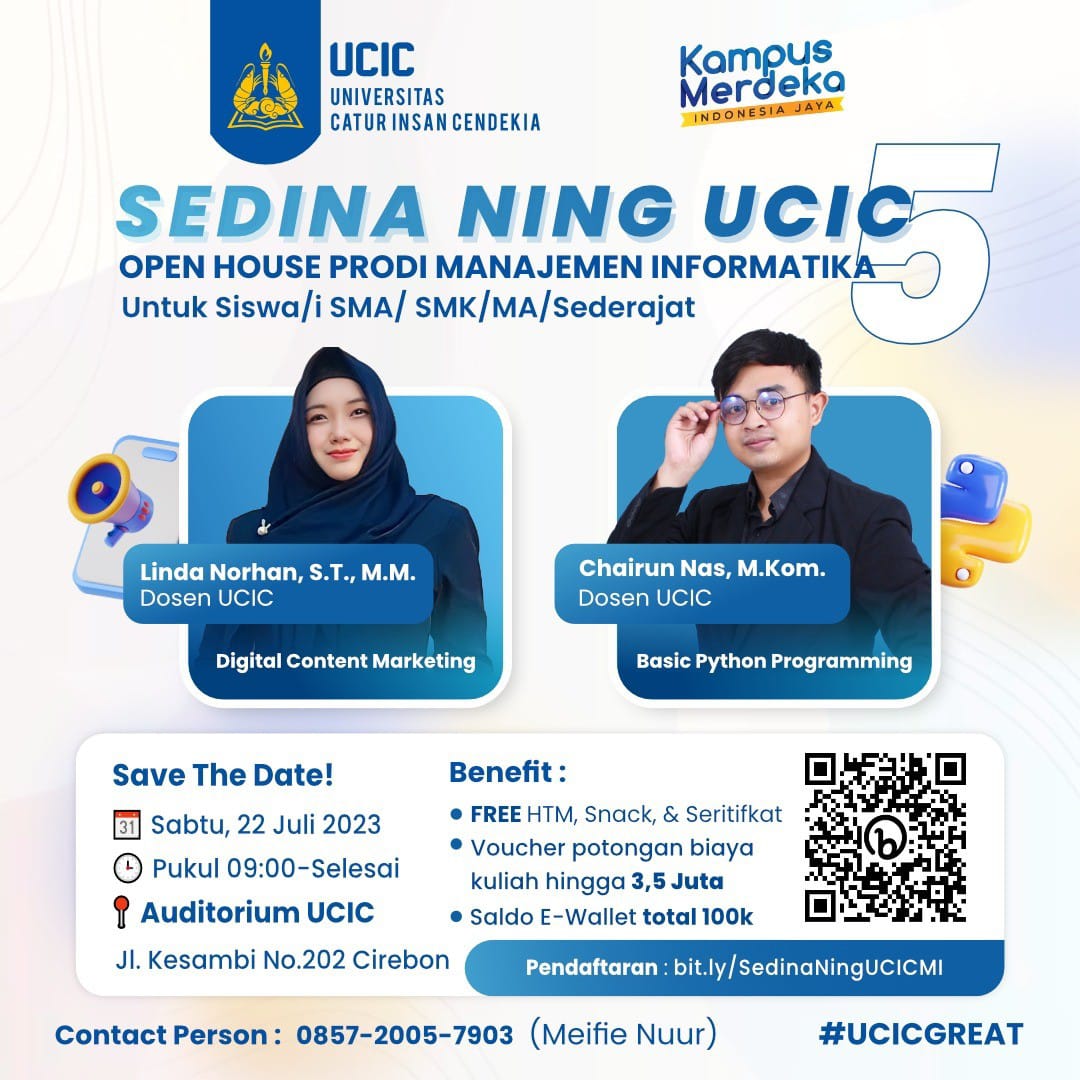 UCIC
UNIVERSITAS
CATUR INSAN CENDEKIA
Kampus
Merdeka
INDONESIA JAYA
SEDINA NING UCIC 5
OPEN HOUSE PRODI MANAJEMEN INFORMATIKA
Untuk Siswa/i SMA/ SMK/MA/Sederajat
Linda Norhan, S.T., M.M.
Dosen UCIC
Digital Content Marketing
Chairun Nas, M.Kom.
Dosen UCIC
Basic Python Programming
Save The Date!
31 Sabtu, 22 Juli 2023
Pukul 09:00-Selesai
Auditorium UCIC
Jl. Kesambi No.202 Cirebon
Benefit :
• FREE HTM, Snack, & Seritifkat
• Voucher potongan biaya
kuliah hingga 3,5 Juta
• Saldo E-Wallet total 100k
b
Pendaftaran : bit.ly/SedinaNingUCICMI
Contact Person : 0857-2005-7903 (Meifie Nuur)
#UCICGREAT